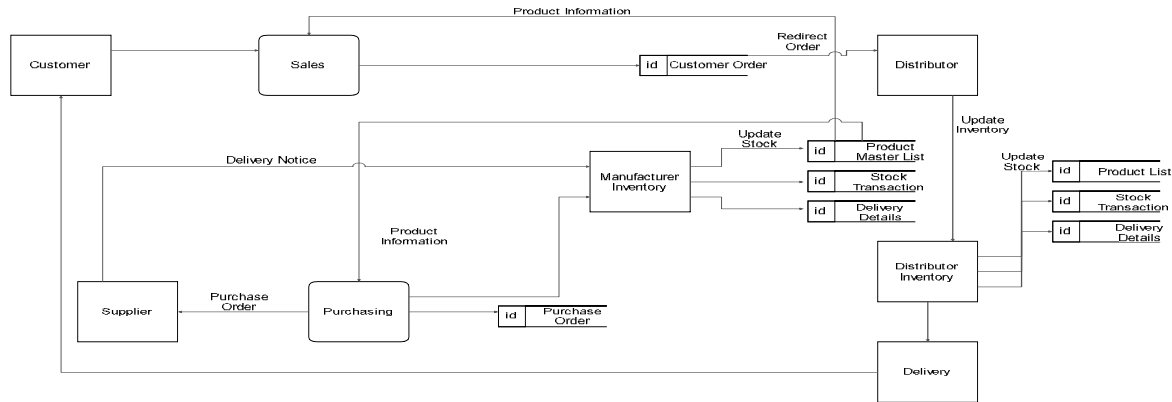 Product Information
Customer
Sales
id
Customer Order
Redirect
Order
Distributor
Update
Inventory
Delivery Notice
Manufacturer
Inventory
Update
Stock
id
Product
Master List
id
Stock
Transaction
id
Delivery
Details
Update
Stock
id
Product List
id
Stock
Transaction
id
Delivery
Details
Product
Information
Distributor
Inventory
Supplier
Purchase
Order
Purchasing
id
Purchase
Order
Delivery